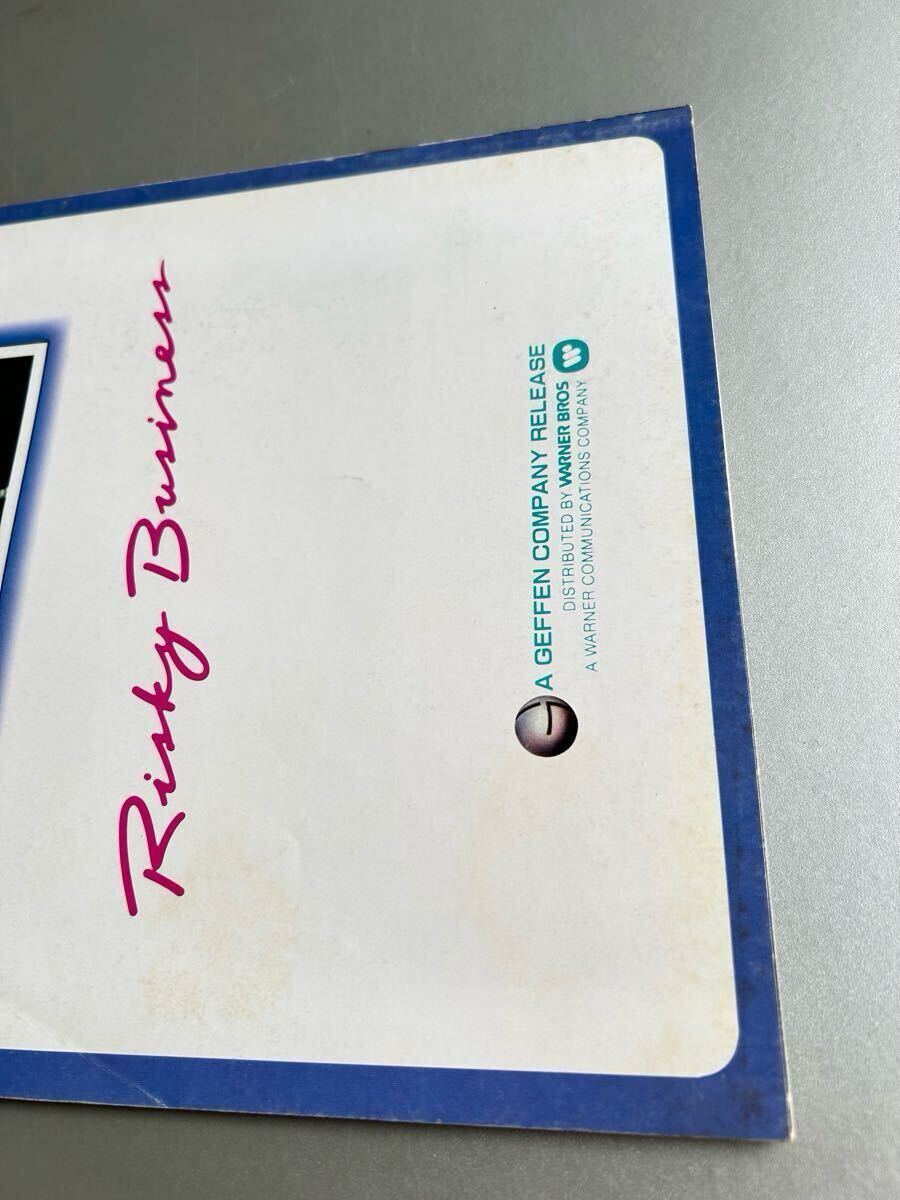 Risky Business
A GEFFEN COMPANY RELEASE
DISTRIBUTED BY WARNER BROS
A WARNER COMMUNICATIONS COMPANY